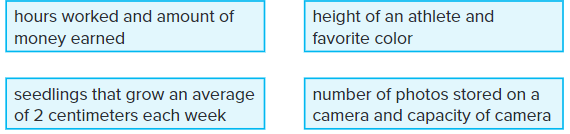 hours worked and amount of
money earned
height of an athlete and
favorite color
seedlings that grow an average
of 2 centimeters each week
number of photos stored on a
camera and capacity of camera